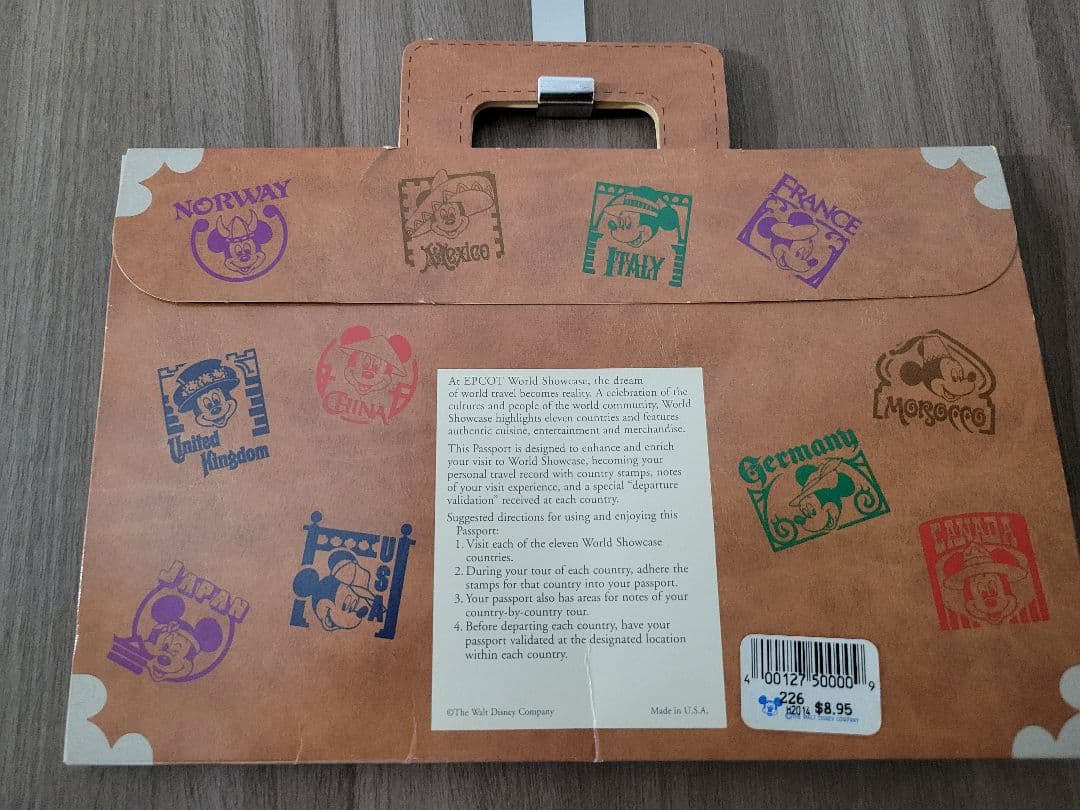 NORWAY
Mexico
ITALY
FRANCE
United
Kingdom
CHINA
MOROCCO
Germany
CANADA
JAPAN
USA
At EPCOT World Showcase, the dream
of world travel becomes reality. A celebration of the
cultures and people of the world community, World
Showcase highlights eleven countries and features
authentic cuisine, entertainment and merchandise.
This Passport is designed to enhance and enrich
your visit to World Showcase, becoming your
personal travel record with country stamps, notes
of your visit experience, and a special "departure
validation" received at each country.
Suggested directions for using and enjoying this
Passport:
1. Visit each of the eleven World Showcase
countries.
2. During your tour of each country, adhere the
stamps for that country into your passport.
3. Your passport also has areas for notes of your
country-by-country tour.
4. Before departing each country, have your
passport validated at the designated location
within each country.
©The Walt Disney Company
Made in U.S.A.
4 00127 50000 9
226
$8.95
©THE WALT DISNEY COMPANY